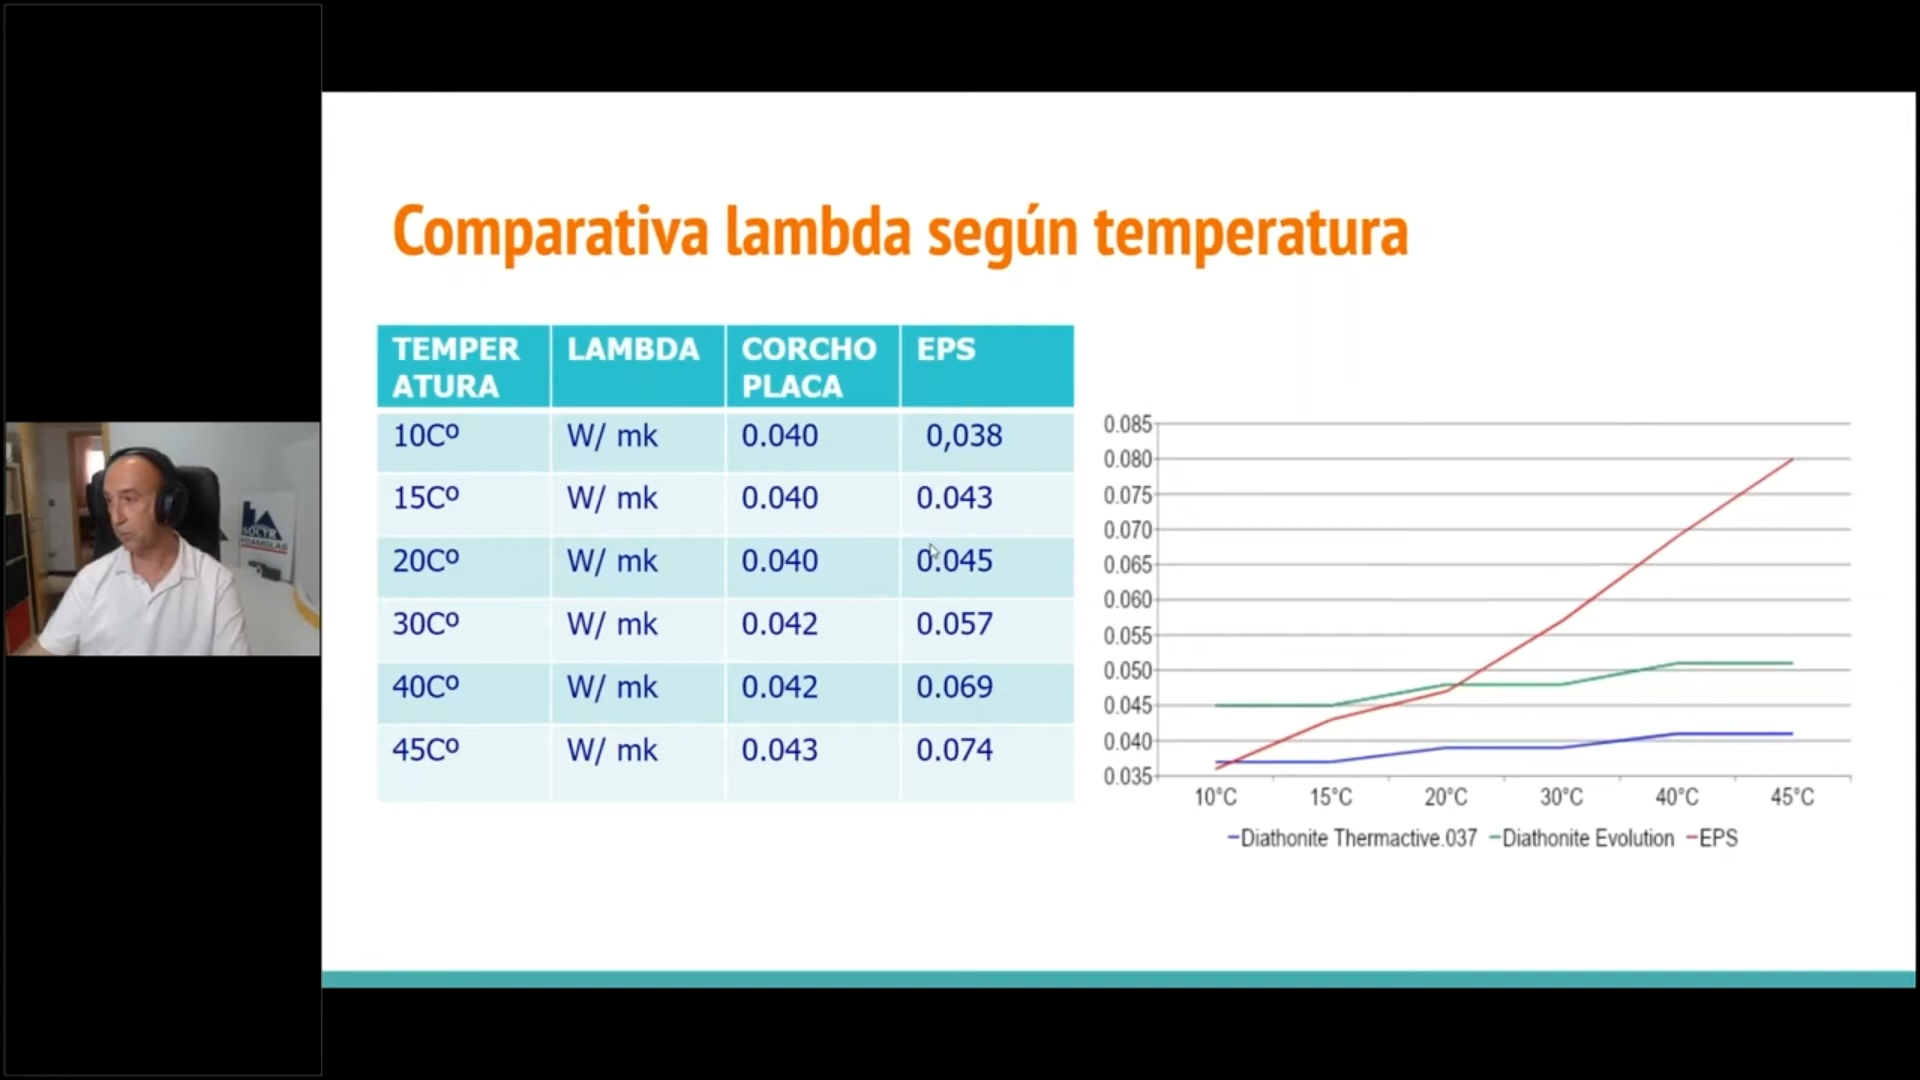 Comparativa lambda según temperatura
TEMPER
ATURA
LAMBDA
CORCHO
PLACA
EPS
10Cº W/ mk 0.040 0,038
15Cº W/ mk 0.040 0.043
20Cº W/ mk 0.040 0.045
30Cº W/ mk 0.042 0.057
40Cº W/ mk 0.042 0.069
45Cº W/ mk 0.043 0.074
0.085
0.080
0.075
0.070
0.065
0.060
0.055
0.050
0.045
0.040
0.035
10°C 15°C 20°C 30°C 40°C 45°C
Diathonite Thermactive.037 Diathonite Evolution EPS
SOCYR